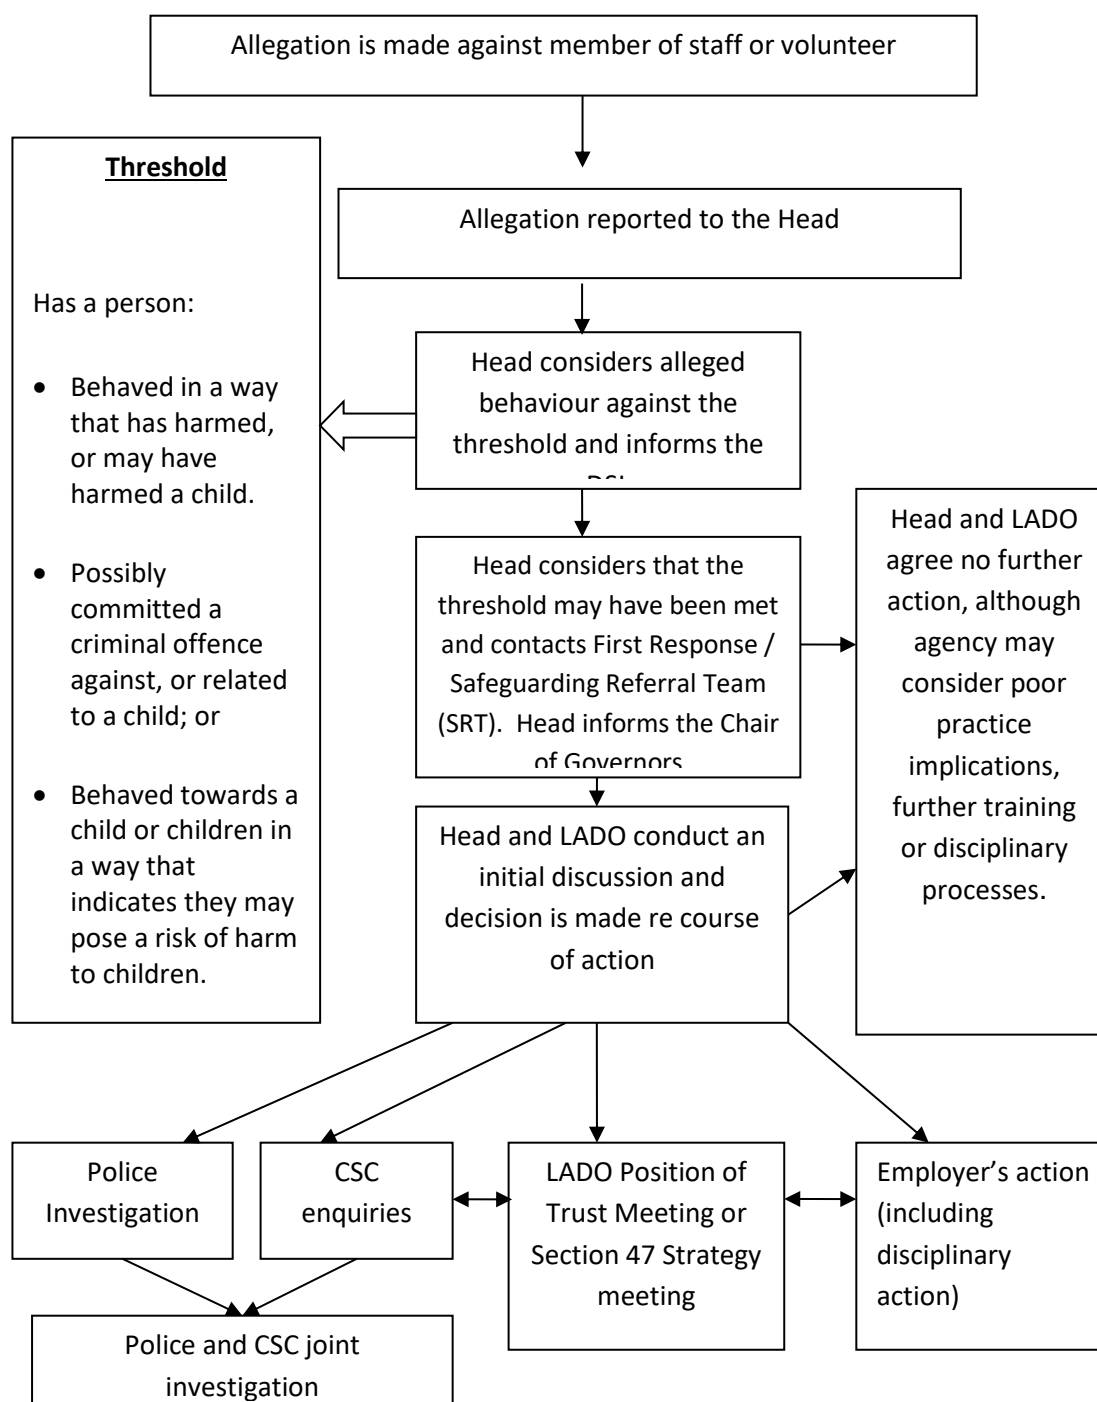 Allegation is made against member of staff or volunteer
Threshold
Has a person:
• Behaved in a way
that has harmed,
or may have
harmed a child.
• Possibly
committed a
criminal offence
against, or related
to a child; or
• Behaved towards a
child or children in
a way that
indicates they may
pose a risk of harm
to children.
Allegation reported to the Head
Head considers alleged
behaviour against the
threshold and informs the
Head considers that the
threshold may have been met
and contacts First Response /
Safeguarding Referral Team
(SRT).  Head informs the Chair
of Governors
Head and LADO
agree no further
action, although
agency may
consider poor
practice
implications,
further training
or disciplinary
processes.
Head and LADO conduct an
initial discussion and
decision is made re course
of action
Police
Investigation
CSC
enquiries
LADO Position of
Trust Meeting or
Section 47 Strategy
meeting
Employer’s action
(including
disciplinary
action)
Police and CSC joint
investigation